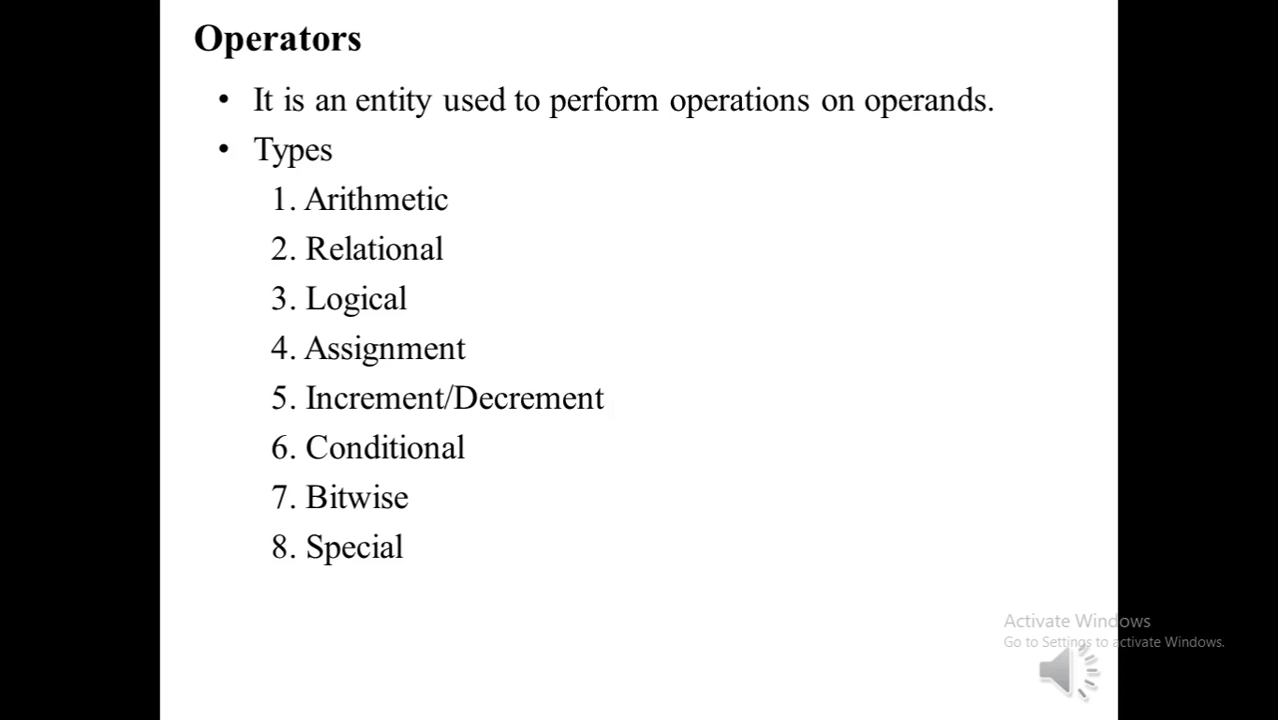 Operators
• It is an entity used to perform operations on operands.
• Types
1. Arithmetic
2. Relational
3. Logical
4. Assignment
5. Increment/Decrement
6. Conditional
7. Bitwise
8. Special
Activate Windows
Go to Settings to activate Windows.